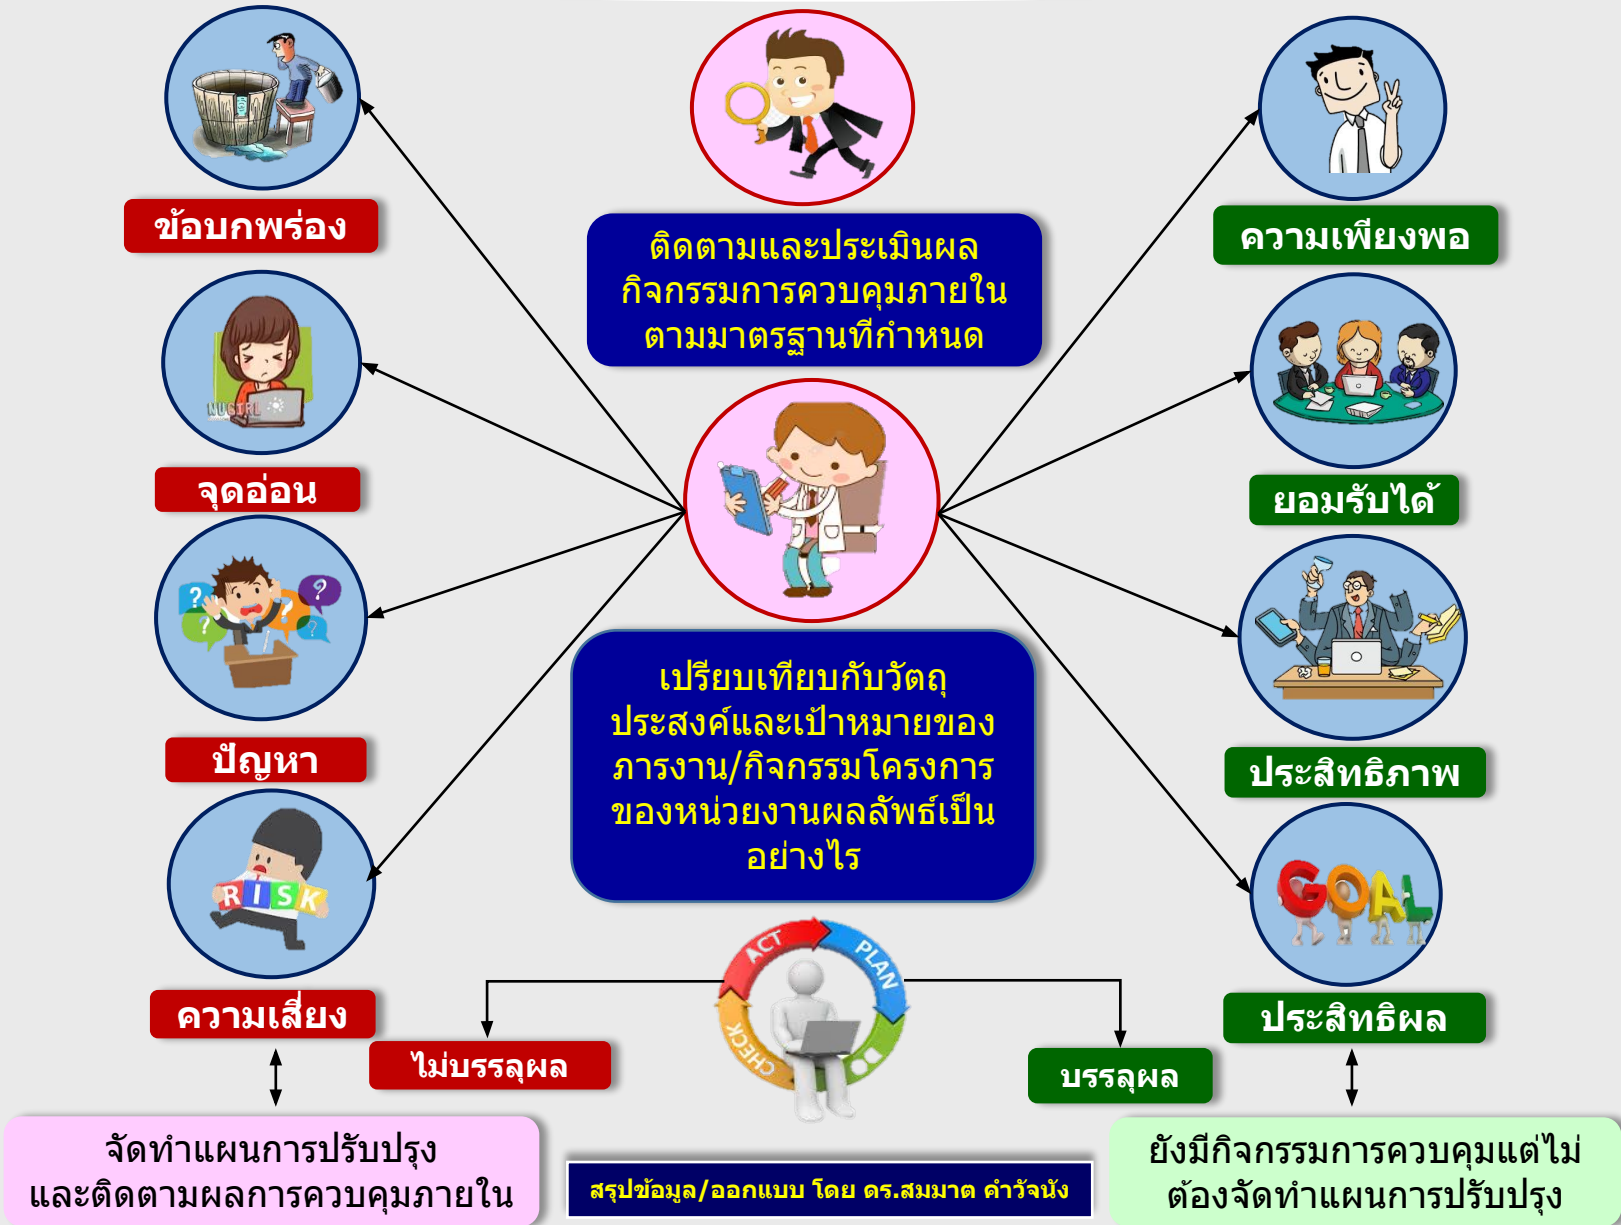 ข้อบกพร่อง
จุดอ่อน
NUGIRL
ปัญหา
? ? ? ? ?
RISK
ความเสี่ยง
ติดตามและประเมินผล
กิจกรรมการควบคุมภายใน
ตามมาตรฐานที่กำหนด
เปรียบเทียบกับวัตถุ
ประสงค์และเป้าหมายของ
ภารงาน/กิจกรรมโครงการ
ของหน่วยงานผลลัพธ์เป็น
อย่างไร
ความเพียงพอ
ยอมรับได้
ประสิทธิภาพ
GOAL
ประสิทธิผล
ACT
PLAN
CHECK
ไม่บรรลุผล
บรรลุผล
จัดทำแผนการปรับปรุง
และติดตามผลการควบคุมภายใน
สรุปข้อมูล/ออกแบบ โดย ดร.สมมาต คำวัจนัง
ยังมีกิจกรรมการควบคุมแต่ไม่
ต้องจัดทำแผนการปรับปรุง